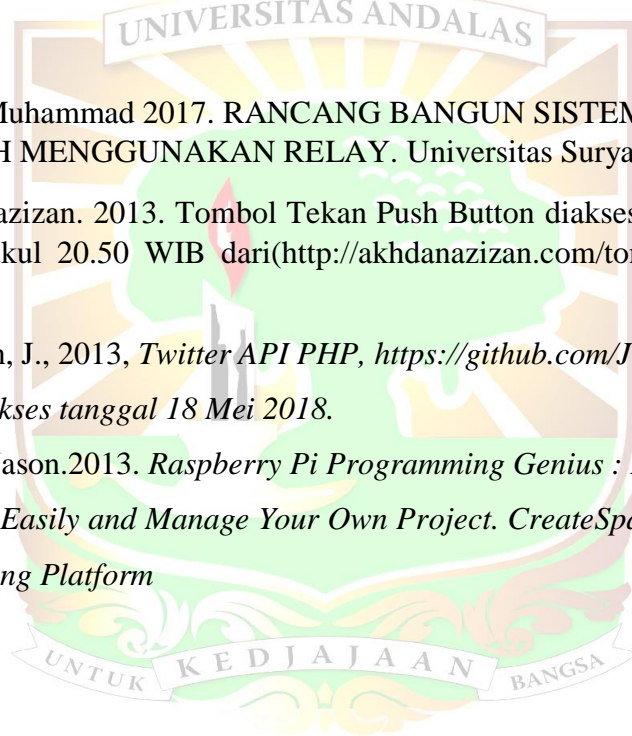 UNIVERSITAS ANDALAS
Muhammad 2017. RANCANG BANGUN SISTEM
H MENGGUNAKAN RELAY. Universitas Surya
azizan. 2013. Tombol Tekan Push Button diakses
kul 20.50 WIB dari(http://akhdanazizan.com/to
n, J., 2013, Twitter API PHP, https://github.com/J
kses tanggal 18 Mei 2018.
Jason.2013. Raspberry Pi Programming Genius :
Easily and Manage Your Own Project. CreateSpa
ng Platform
UNTUK KEDJAJAAN BANGSA